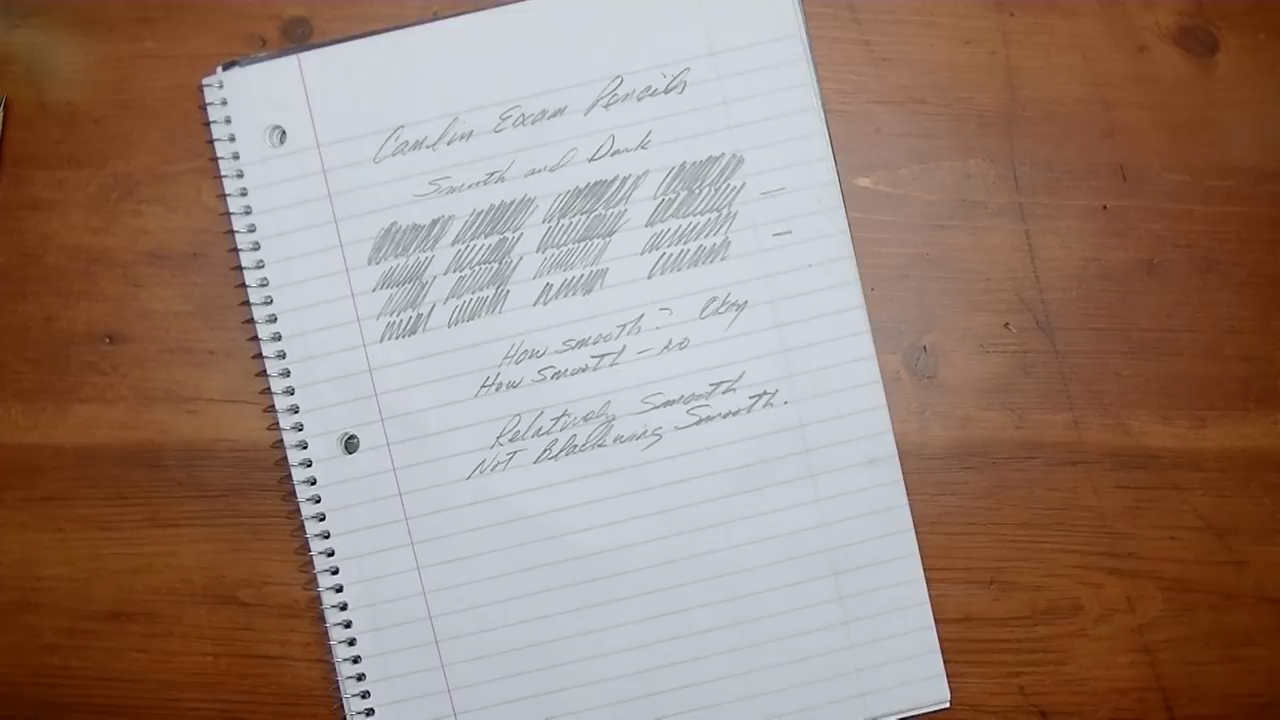 Camlin Exam Pencils
Smooth and Dark
How smooth? Okay
How Smooth - NO
Relatively Smooth
Not Blackwing Smooth.